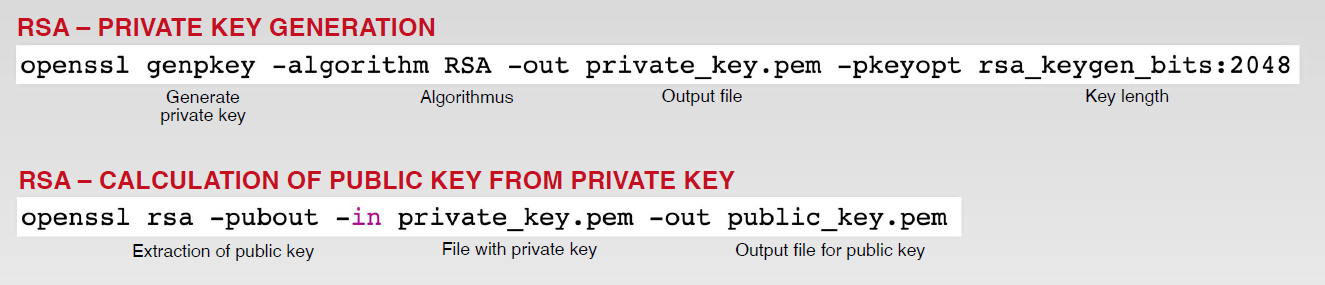 RSA – PRIVATE KEY GENERATION
openssl genpkey -algorithm RSA -out private_key.pem -pkeyopt rsa_keygen_bits:2048
Generate private key Algorithmus Output file Key length
RSA – CALCULATION OF PUBLIC KEY FROM PRIVATE KEY
openssl rsa -pubout -in private_key.pem -out public_key.pem
Extraction of public key File with private key Output file for public key